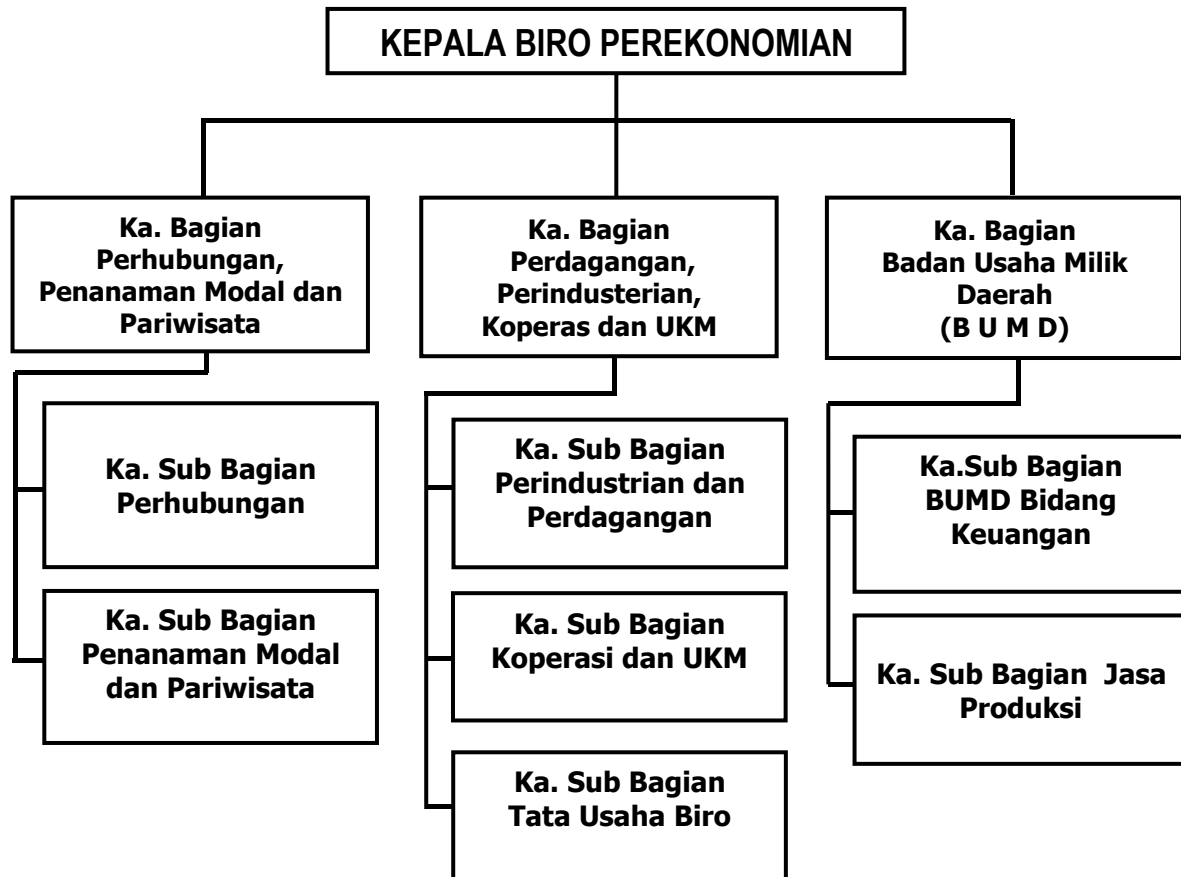 KEPALA BIRO PEREKONOMIAN
Ka. Bagian
Perhubungan,
Penanaman Modal dan
Pariwisata
Ka. Bagian
Perdagangan,
Perindusterian,
Koperas dan UKM
Ka. Bagian
Badan Usaha Milik
Daerah
(B U M D)
Ka. Sub Bagian
Perhubungan
Ka. Sub Bagian
Penanaman Modal
dan Pariwisata
Ka. Sub Bagian
Perindustrian dan
Perdagangan
Ka. Sub Bagian
Koperasi dan UKM
Ka. Sub Bagian
Tata Usaha Biro
Ka.Sub Bagian
BUMD Bidang
Keuangan
Ka. Sub Bagian Jasa
Produksi